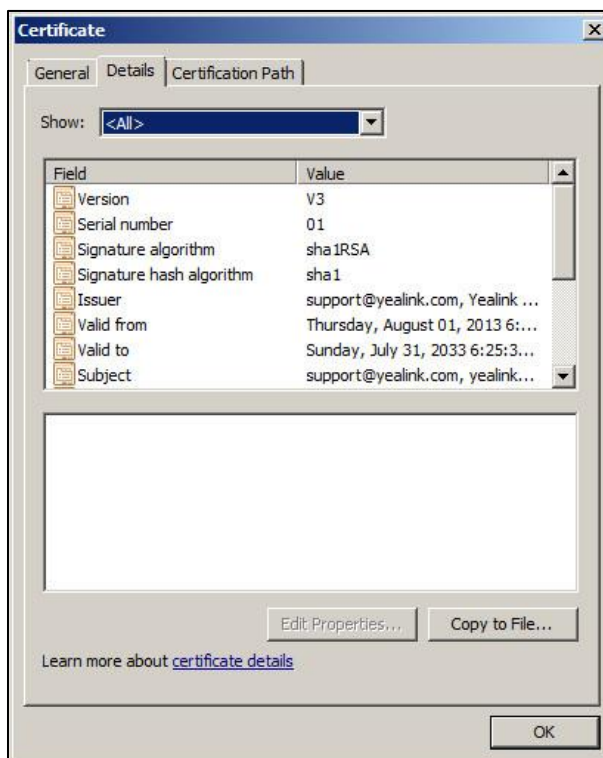 Certificate
General Details Certification Path
Show: <All>
Field Value
Version V3
Serial number 01
Signature algorithm sha1RSA
Signature hash algorithm sha1
Issuer support@yealink.com, Yealink ...
Valid from Thursday, August 01, 2013 6:...
Valid to Sunday, July 31, 2033 6:25:3...
Subject support@yealink.com, yealink...
Edit Properties... Copy to File...
Learn more about certificate details
OK